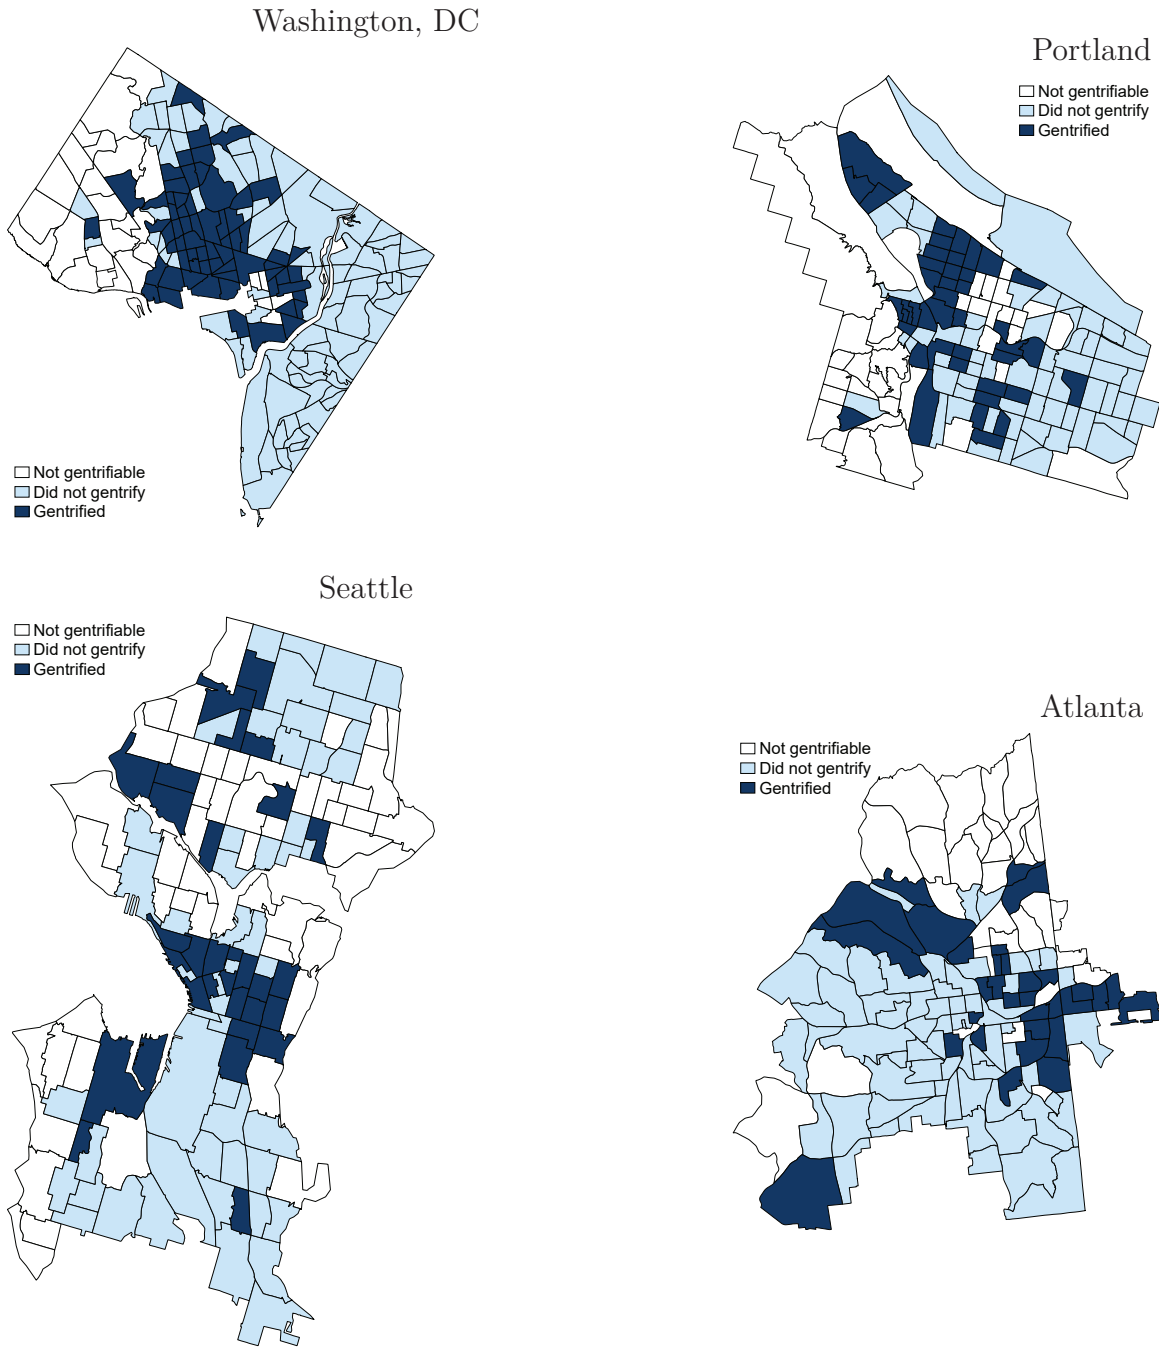 Washington, DC
Not gentrifiable
Did not gentrify
Gentrified
Portland
Not gentrifiable
Did not gentrify
Gentrified
Seattle
Not gentrifiable
Did not gentrify
Gentrified
Atlanta
Not gentrifiable
Did not gentrify
Gentrified